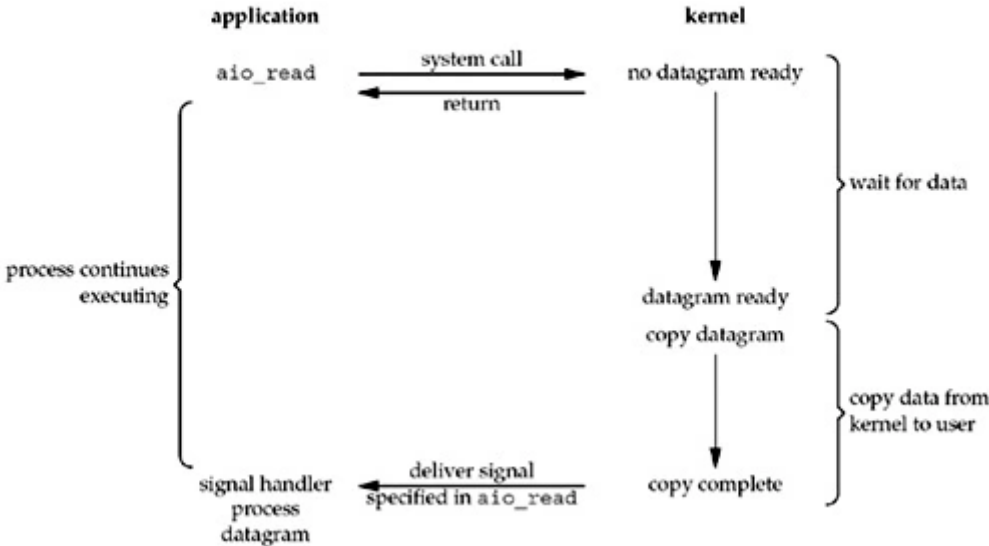 application kernel
aio_read system call no datagram ready
return
wait for data
process continues
executing
datagram ready
copy datagram
copy data from
kernel to user
deliver signal
signal handler specified in aio_read copy complete
process
datagram